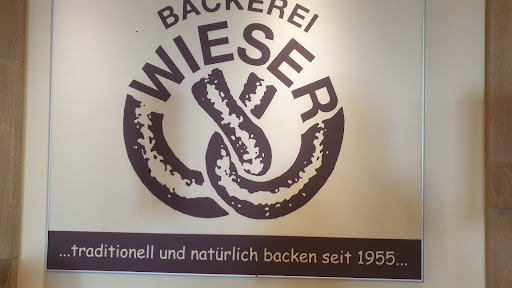 BÄCKEREI
WIESER
...traditionell und natürlich backen seit 1955...